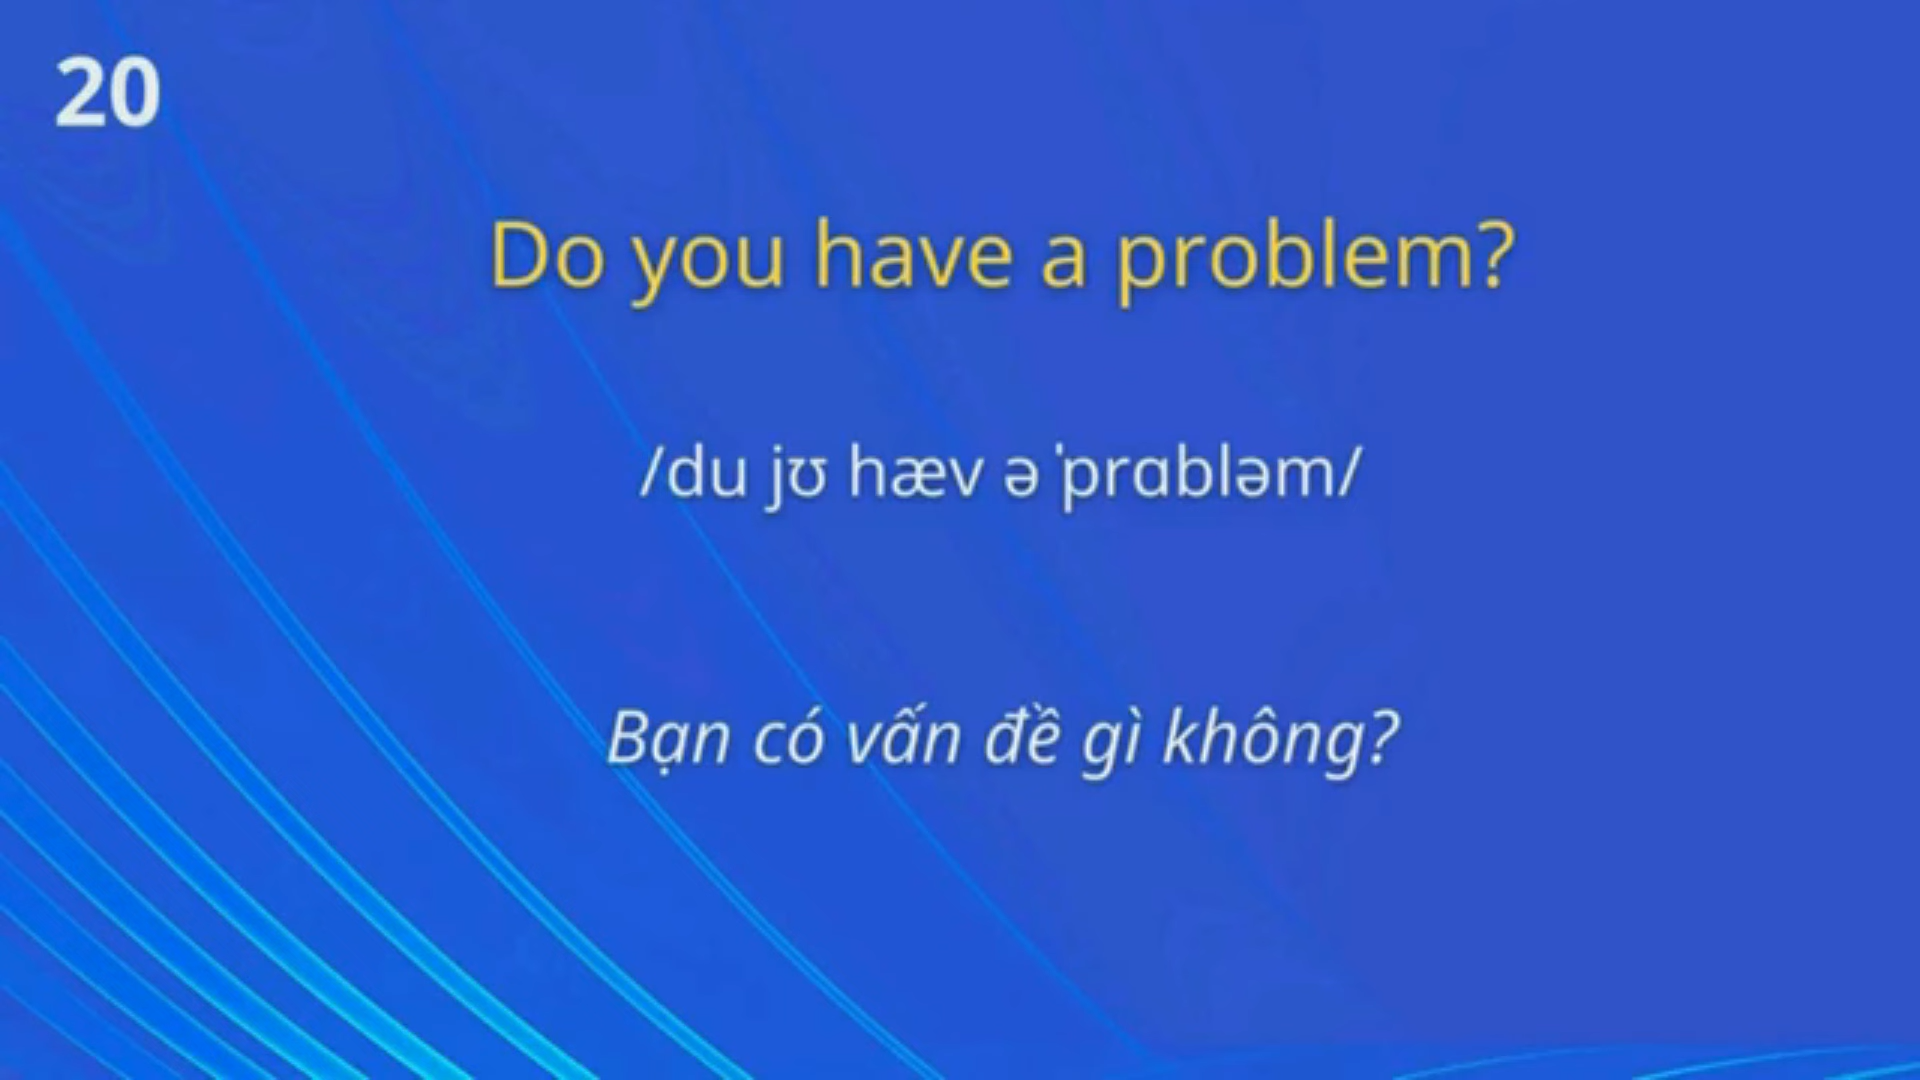 20
Do you have a problem?
/du jʊ hæv ə ˈprɑbləm/
Bạn có vấn đề gì không?